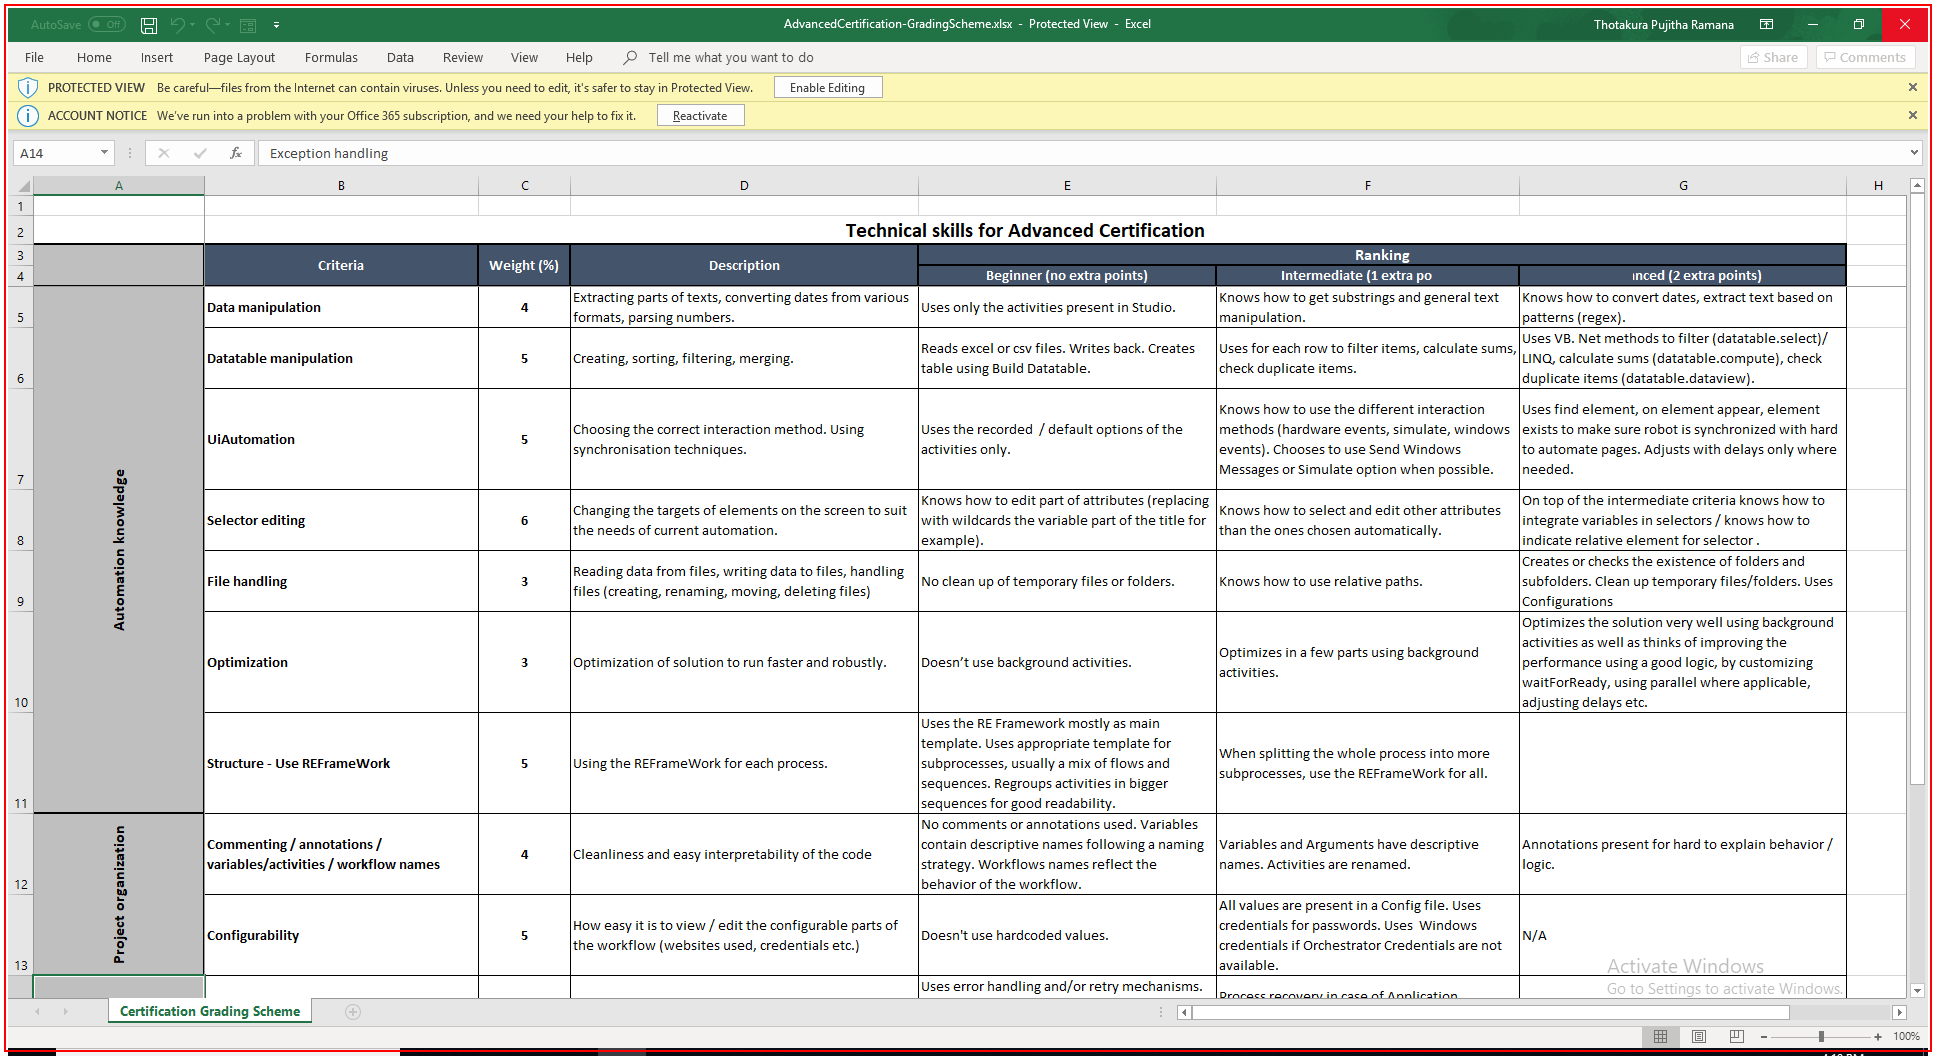 AutoSave Off
AdvancedCertification-GradingScheme.xlsx - Protected View - Excel
Thotakura Pujitha Ramana
File Home Insert Page Layout Formulas Data Review View Help Tell me what you want to do
Share Comments
PROTECTED VIEW Be careful—files from the Internet can contain viruses. Unless you need to edit, it's safer to stay in Protected View. Enable Editing
ACCOUNT NOTICE We've run into a problem with your Office 365 subscription, and we need your help to fix it. Reactivate
A14 fx Exception handling
A B C D E F G H
1
2
Technical skills for Advanced Certification
3
4
Criteria
Weight (%)
Description
Ranking
Beginner (no extra points)
Intermediate (1 extra po
nced (2 extra points)
Automation knowledge
5
Data manipulation
4
Extracting parts of texts, converting dates from various
formats, parsing numbers.
Uses only the activities present in Studio.
Knows how to get substrings and general text
manipulation.
Knows how to convert dates, extract text based on
patterns (regex).
6
Datatable manipulation
5
Creating, sorting, filtering, merging.
Reads excel or csv files. Writes back. Creates
table using Build Datatable.
Uses for each row to filter items, calculate sums,
check duplicate items.
Uses VB. Net methods to filter (datatable.select)/
LINQ, calculate sums (datatable.compute), check
duplicate items (datatable.dataview).
7
UiAutomation
5
Choosing the correct interaction method. Using
synchronisation techniques.
Uses the recorded / default options of the
activities only.
Knows how to use the different interaction
methods (hardware events, simulate, windows
events). Chooses to use Send Windows
Messages or Simulate option when possible.
Uses find element, on element appear, element
exists to make sure robot is synchronized with hard
to automate pages. Adjusts with delays only where
needed.
8
Selector editing
6
Changing the targets of elements on the screen to suit
the needs of current automation.
Knows how to edit part of attributes (replacing
with wildcards the variable part of the title for
example).
Knows how to select and edit other attributes
than the ones chosen automatically.
On top of the intermediate criteria knows how to
integrate variables in selectors / knows how to
indicate relative element for selector .
9
File handling
3
Reading data from files, writing data to files, handling
files (creating, renaming, moving, deleting files)
No clean up of temporary files or folders.
Knows how to use relative paths.
Creates or checks the existence of folders and
subfolders. Clean up temporary files/folders. Uses
Configurations
10
Optimization
3
Optimization of solution to run faster and robustly.
Doesn't use background activities.
Optimizes in a few parts using background
activities.
Optimizes the solution very well using background
activities as well as thinks of improving the
performance using a good logic, by customizing
waitForReady, using parallel where applicable,
adjusting delays etc.
11
Structure - Use REFrameWork
5
Using the REFrameWork for each process.
Uses the RE Framework mostly as main
template. Uses appropriate template for
subprocesses, usually a mix of flows and
sequences. Regroups activities in bigger
sequences for good readability.
When splitting the whole process into more
subprocesses, use the REFrameWork for all.
Project organization
12
Commenting / annotations /
variables/activities / workflow names
4
Cleanliness and easy interpretability of the code
No comments or annotations used. Variables
contain descriptive names following a naming
strategy. Workflows names reflect the
behavior of the workflow.
Variables and Arguments have descriptive
names. Activities are renamed.
Annotations present for hard to explain behavior /
logic.
13
Configurability
5
How easy it is to view / edit the configurable parts of
the workflow (websites used, credentials etc.)
Doesn't use hardcoded values.
All values are present in a Config file. Uses
credentials for passwords. Uses Windows
credentials if Orchestrator Credentials are not
available.
N/A
Uses error handling and/or retry mechanisms.
Process recovery in case of Application
Activate Windows
Go to Settings to activate Windows.
Certification Grading Scheme
100%